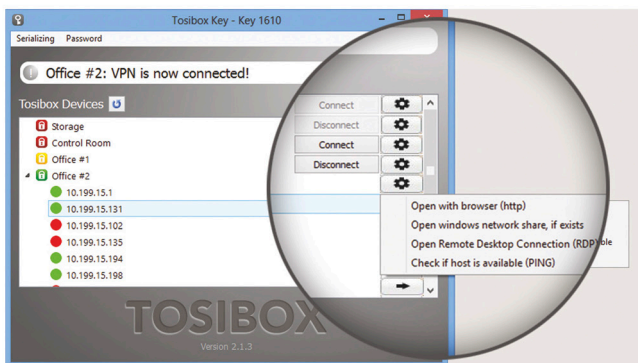 Tosibox Key - Key 1610
Serializing Password
Office #2: VPN is now connected!
Tosibox Devices
Storage
Control Room
Office #1
Office #2
10.199.15.1
10.199.15.131
10.199.15.102
10.199.15.135
10.199.15.194
10.199.15.198
Connect
Disconnect
Connect
Disconnect
Open with browser (http)
Open windows network share, if exists
Open Remote Desktop Connection (RDP)
Check if host is available (PING)
TOSIBOX
Version 2.1.3